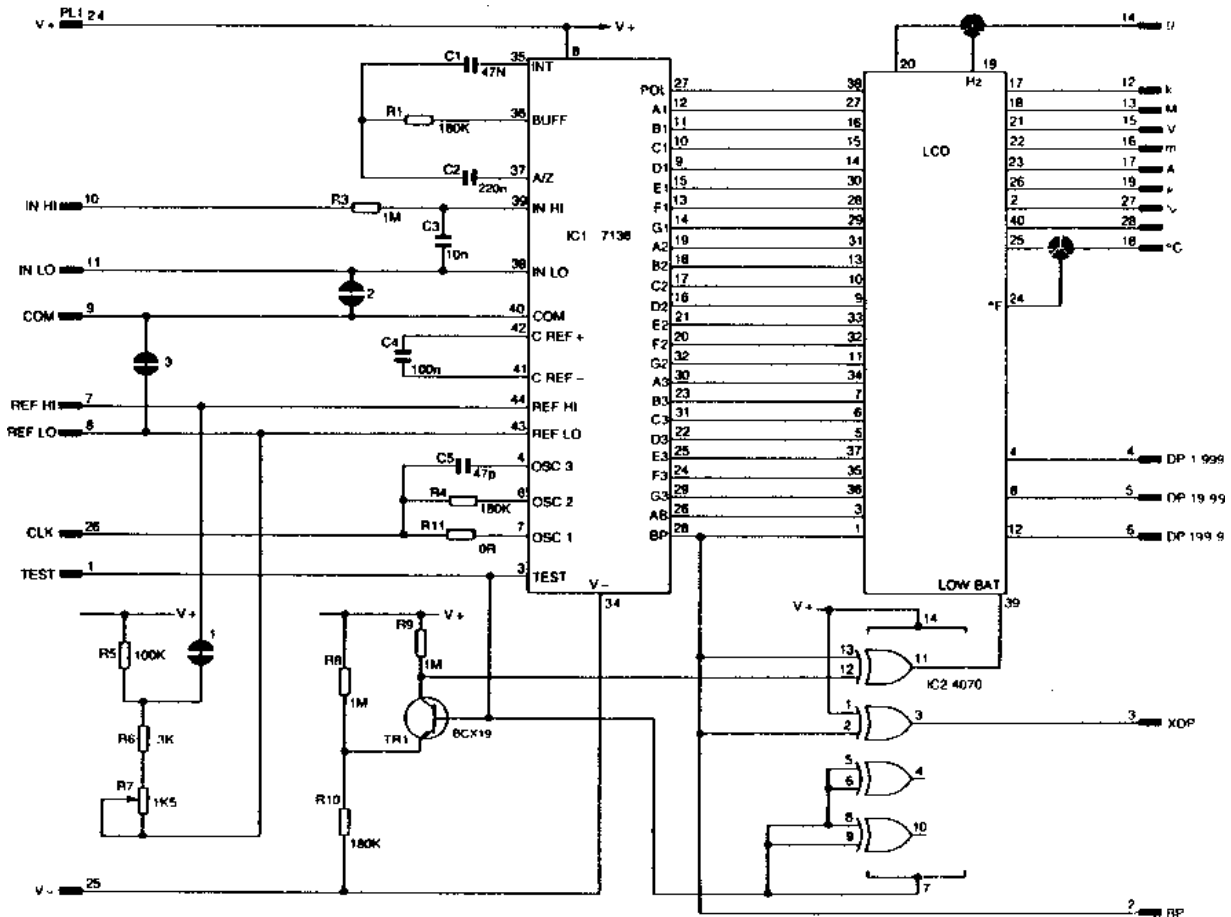 PL1
V+ 24
V+
8
35
INT
C1
47N
R1
180K
36
BUFF
C2
220n
37
A/Z
IN HI 10
R3
1M
39
IN HI
C3
10n
IC1 7136
IN LO 11
38
IN LO
2
COM 9
40
COM
42
C REF +
C4
100n
41
C REF −
3
REF HI 7
44
REF HI
REF LO 8
43
REF LO
C5
47p
4
OSC 3
R4
180K
6
OSC 2
CLK 26
R11
0R
7
OSC 1
TEST 1
3
TEST
V −
34
POL 27 38
A1 12 27
B1 11 16
C1 10 15
D1 9 14
E1 15 30
F1 13 28
G1 14 29
A2 19 31
B2 18 13
C2 17 10
D2 16 9
E2 21 33
F2 20 32
G2 32 11
A3 30 34
B3 23 7
C3 31 6
D3 22 5
E3 25 37
F3 24 35
G3 29 36
AB 26 3
BP 28 1
20
19
Hz
14
LCD
17 12 k
18 13 M
21 15 V
22 16 m
23 17 A
26 19
2 27
40 28
25 18 °C
°F 24
4 4 DP 1 999
8 5 DP 19 99
12 6 DP 199 9
LOW BAT
39
V+
R5
100K
1
R6
3K
R7
1K5
V+
R8
1M
R9
1M
TR1
BCX19
R10
180K
V+
14
13
12
11
IC2 4070
1
2
3
3 XDP
5
6
4
8
9
10
7
V− 25
2 BP